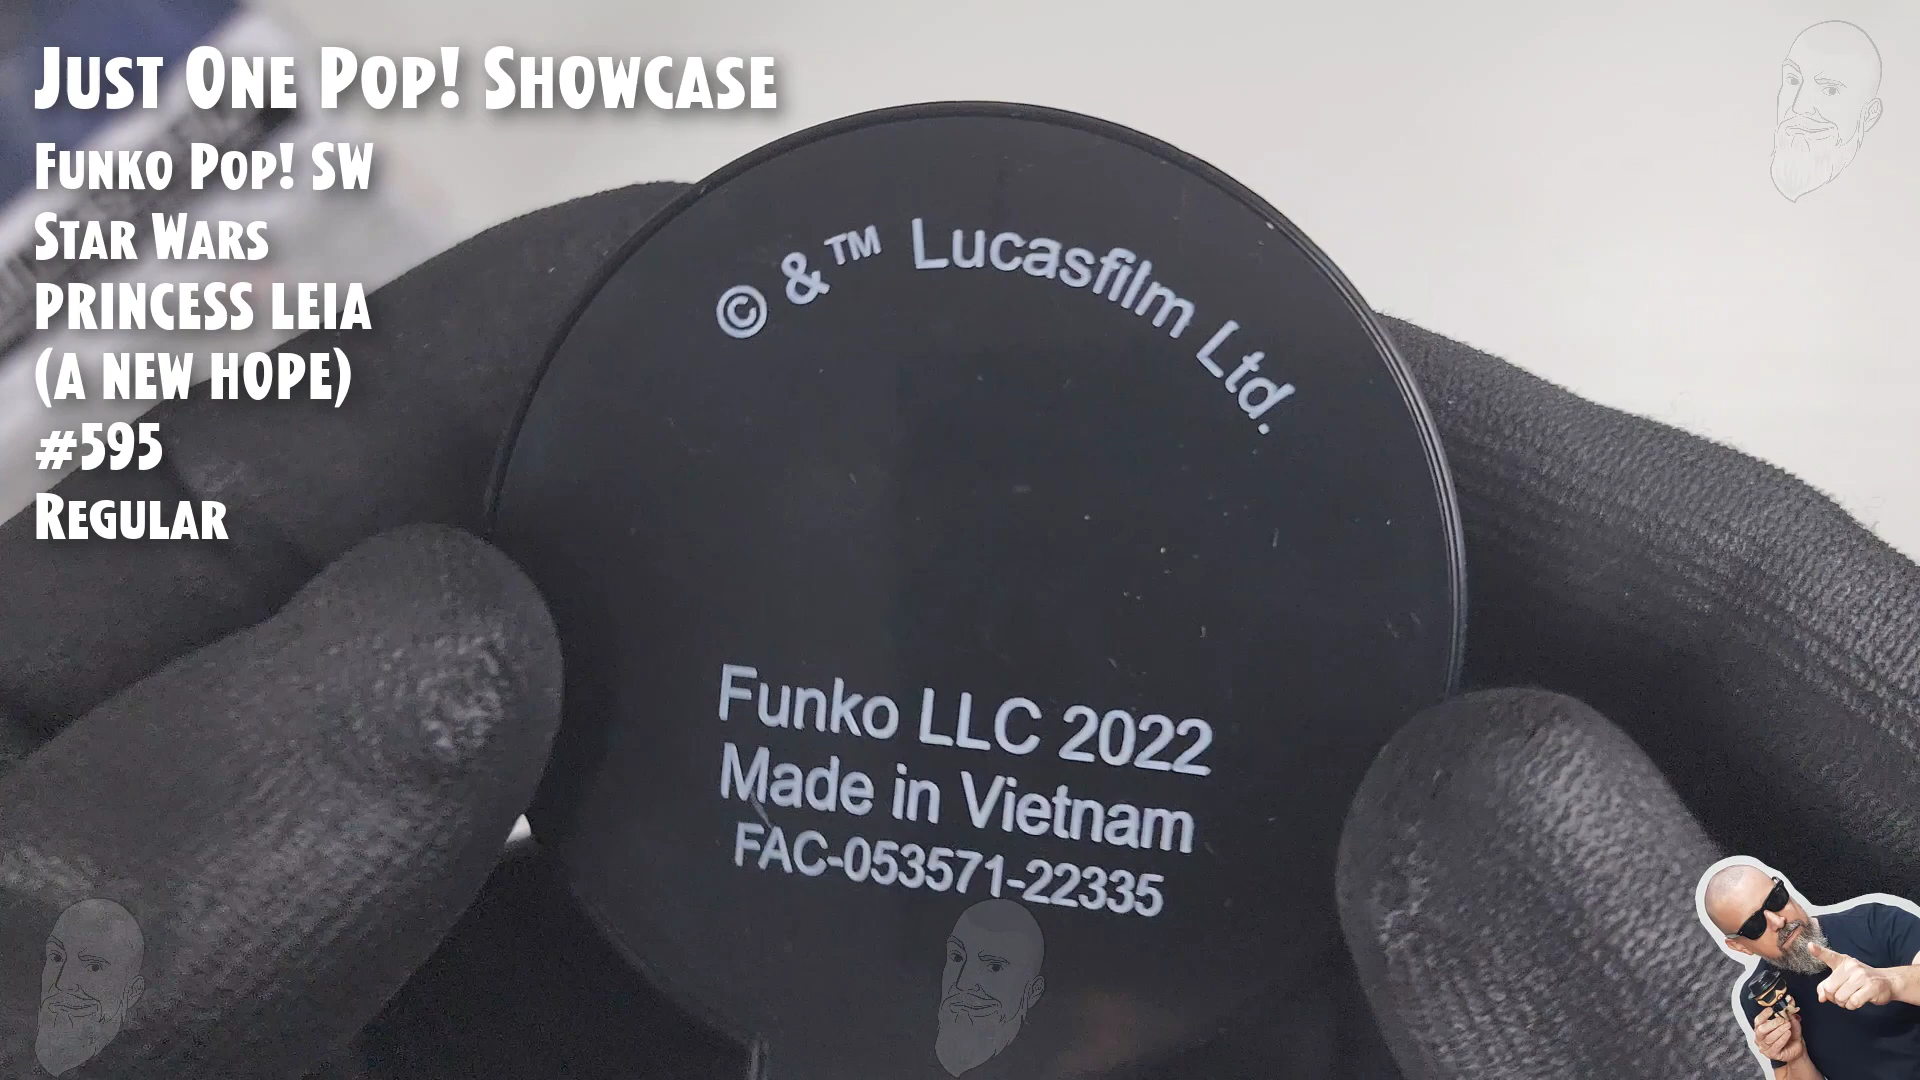 Just One Pop! Showcase
Funko Pop! SW
Star Wars
PRINCESS LEIA
(A NEW HOPE)
#595
Regular
© & ™ Lucasfilm Ltd.
Funko LLC 2022
Made in Vietnam
FAC-053571-22335